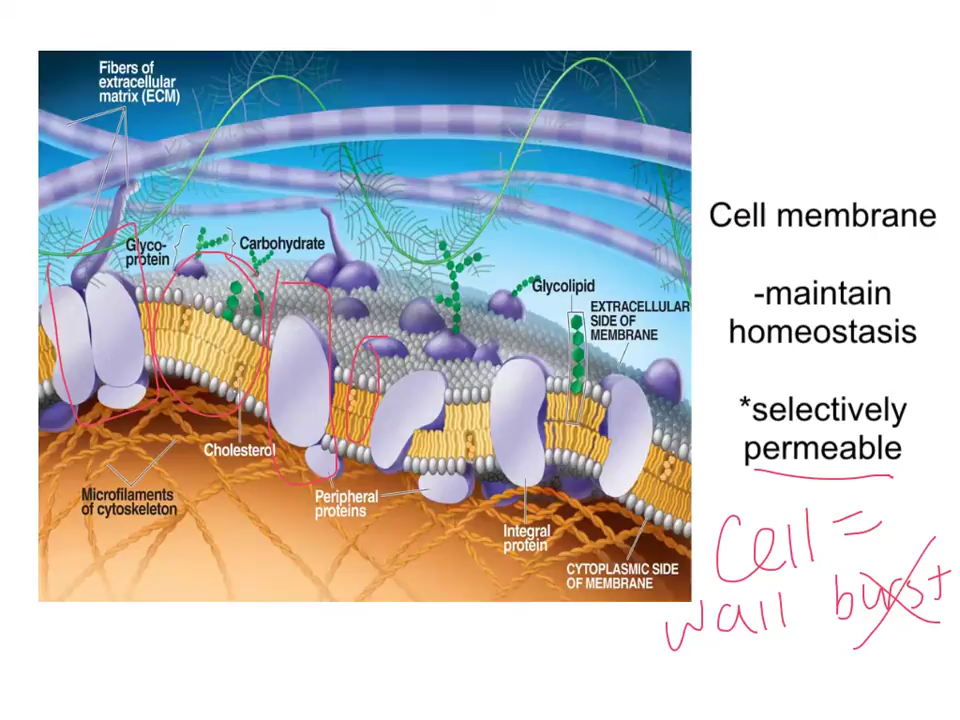 Fibers of
extracellular
matrix (ECM)
Glyco-
protein
Carbohydrate
Glycolipid
EXTRACELLULAR
SIDE OF
MEMBRANE
Cholesterol
Microfilaments
of cytoskeleton
Peripheral
proteins
Integral
protein
CYTOPLASMIC SIDE
OF MEMBRANE
Cell membrane
-maintain
homeostasis
*selectively
permeable
Cell =
wall burst